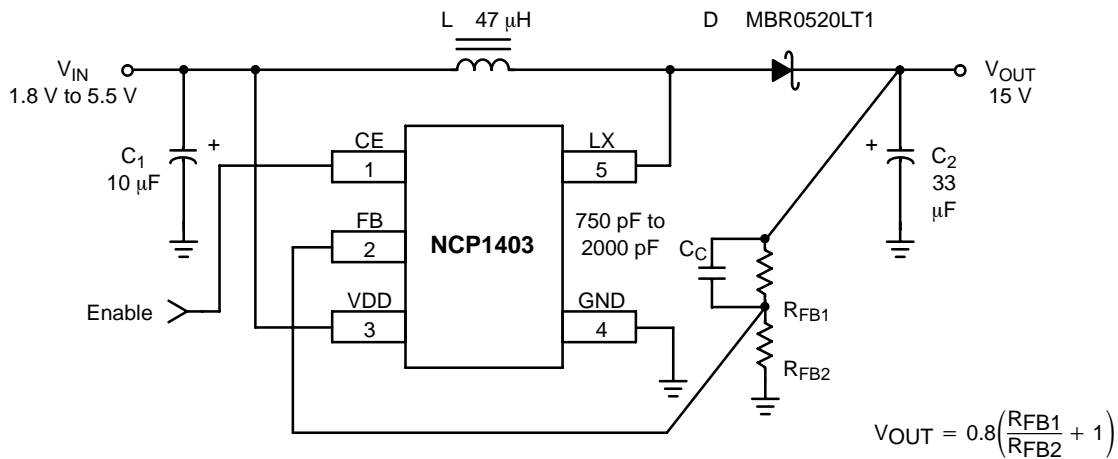 L 47 μH
D MBR0520LT1
VIN
1.8 V to 5.5 V
VOUT
15 V
C1
10 μF
+
CE
1
LX
5
+
C2
33
μF
FB
2
NCP1403
750 pF to
2000 pF
CC
Enable
VDD
3
GND
4
RFB1
RFB2
VOUT = 0.8(RFB1/RFB2 + 1)